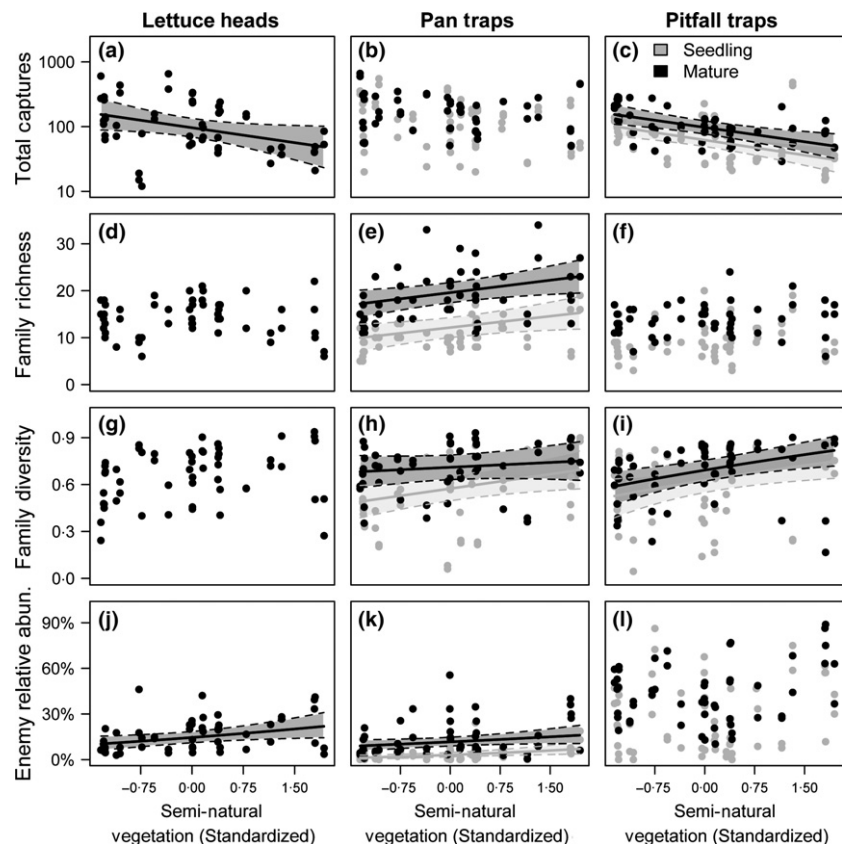 Lettuce heads Pan traps Pitfall traps
(a) (b) (c)
Seedling
Mature
Total captures
1000
100
10
(d) (e) (f)
Family richness
30
20
10
0
(g) (h) (i)
Family diversity
0·9
0·6
0·3
0·0
(j) (k) (l)
Enemy relative abun.
90%
60%
30%
0%
−0·75 0·00 0·75 1·50 −0·75 0·00 0·75 1·50 −0·75 0·00 0·75 1·50
Semi-natural Semi-natural Semi-natural
vegetation (Standardized) vegetation (Standardized) vegetation (Standardized)